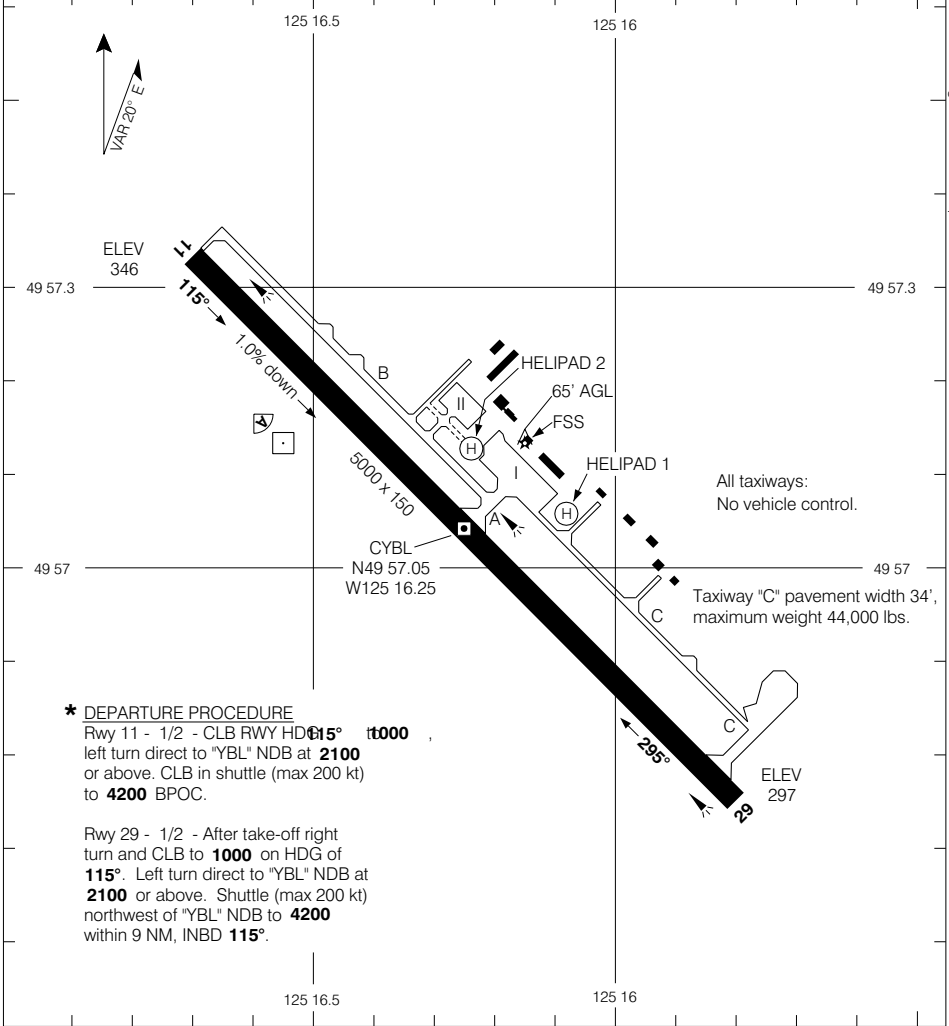 125 16.5
125 16
VAR 20° E
ELEV
346
11
49 57.3
49 57.3
115°
1.0% down
B
HELIPAD 2
II
65' AGL
FSS
A
H
5000 x 150
I
HELIPAD 1
H
All taxiways:
No vehicle control.
A
CYBL
N49 57.05
W125 16.25
49 57
49 57
Taxiway "C" pavement width 34',
maximum weight 44,000 lbs.
C
C
295°
ELEV
297
29
* DEPARTURE PROCEDURE
Rwy 11 - 1/2 - CLB RWY HDG 115° to 1000 ,
left turn direct to "YBL" NDB at 2100
or above. CLB in shuttle (max 200 kt)
to 4200 BPOC.
Rwy 29 - 1/2 - After take-off right
turn and CLB to 1000 on HDG of
115°. Left turn direct to "YBL" NDB at
2100 or above. Shuttle (max 200 kt)
northwest of "YBL" NDB to 4200
within 9 NM, INBD 115°.
125 16.5
125 16